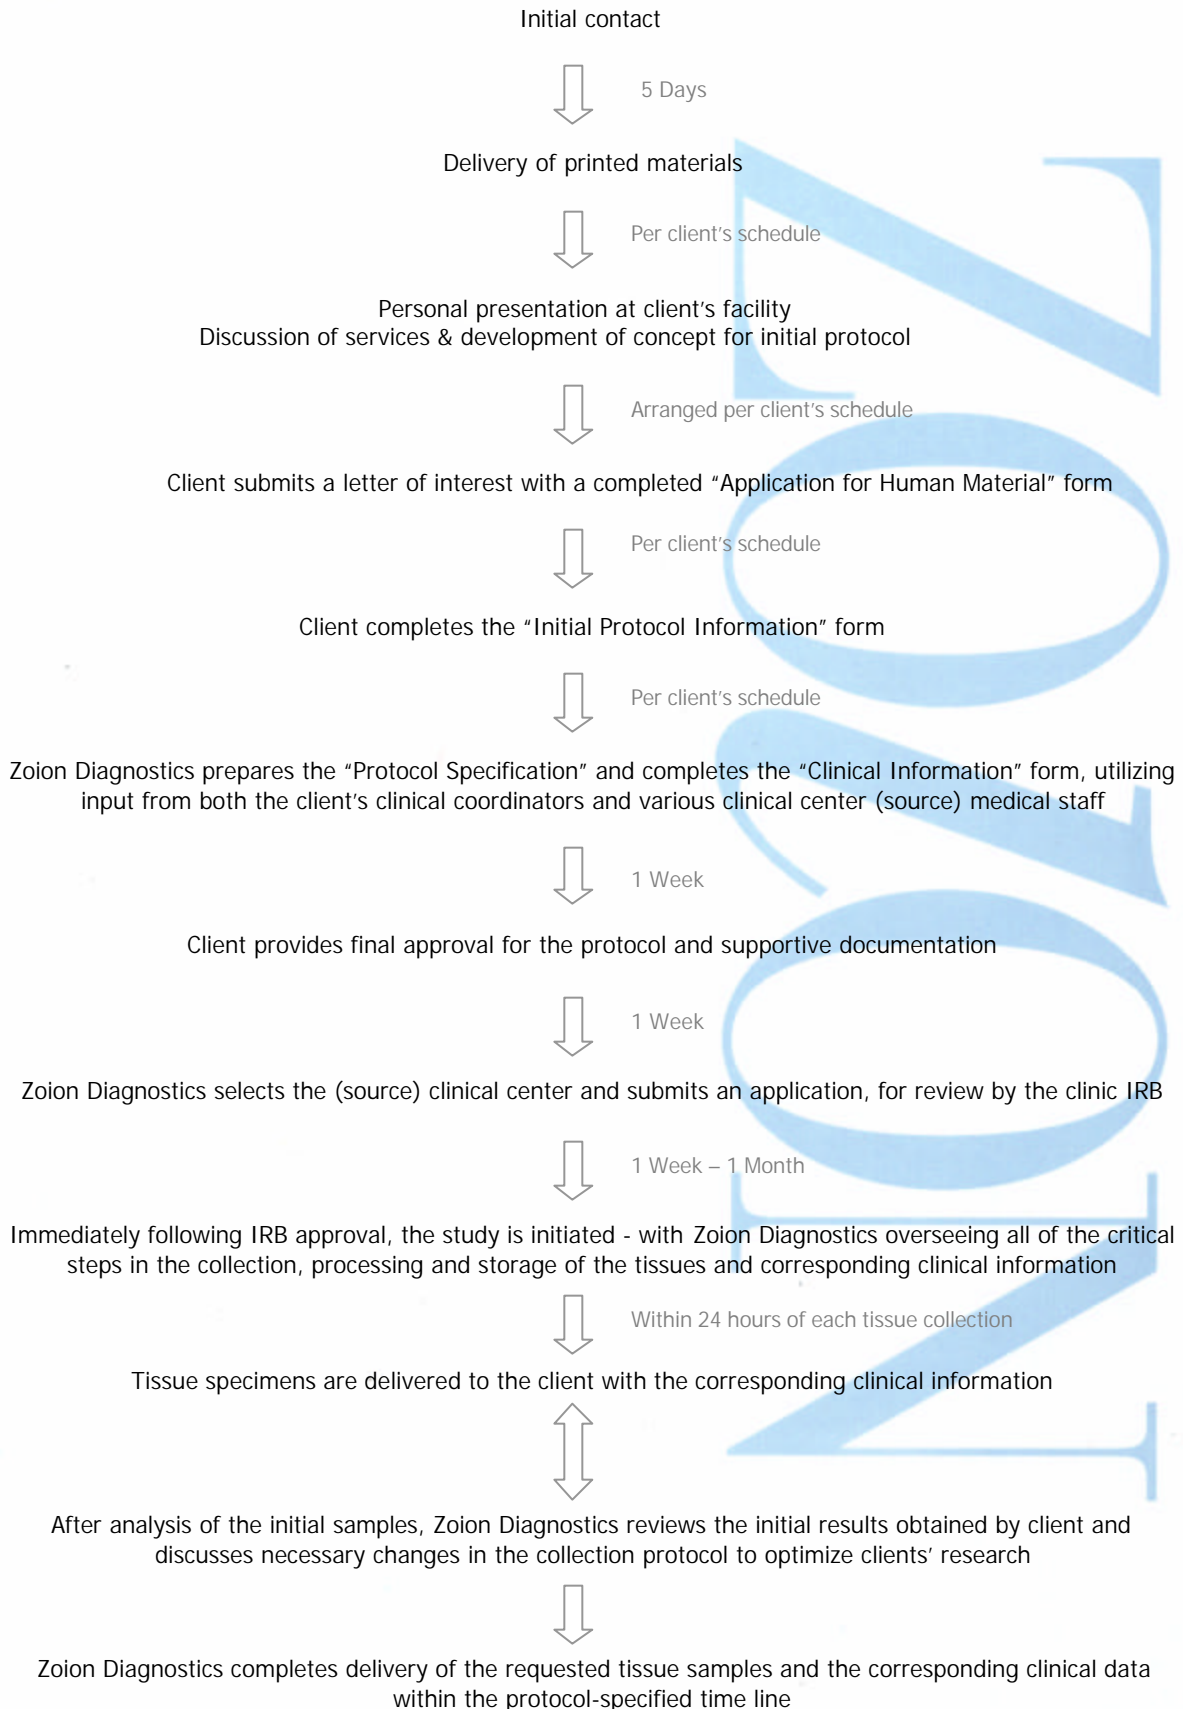 Initial contact
5 Days
Delivery of printed materials
Per client's schedule
Personal presentation at client's facility
Discussion of services & development of concept for initial protocol
Arranged per client's schedule
Client submits a letter of interest with a completed “Application for Human Material” form
Per client's schedule
Client completes the “Initial Protocol Information” form
Per client's schedule
Zoion Diagnostics prepares the “Protocol Specification” and completes the “Clinical Information” form, utilizing
input from both the client's clinical coordinators and various clinical center (source) medical staff
1 Week
Client provides final approval for the protocol and supportive documentation
1 Week
Zoion Diagnostics selects the (source) clinical center and submits an application, for review by the clinic IRB
1 Week – 1 Month
Immediately following IRB approval, the study is initiated - with Zoion Diagnostics overseeing all of the critical
steps in the collection, processing and storage of the tissues and corresponding clinical information
Within 24 hours of each tissue collection
Tissue specimens are delivered to the client with the corresponding clinical information
After analysis of the initial samples, Zoion Diagnostics reviews the initial results obtained by client and
discusses necessary changes in the collection protocol to optimize clients' research
Zoion Diagnostics completes delivery of the requested tissue samples and the corresponding clinical data
within the protocol-specified time line
ZOION